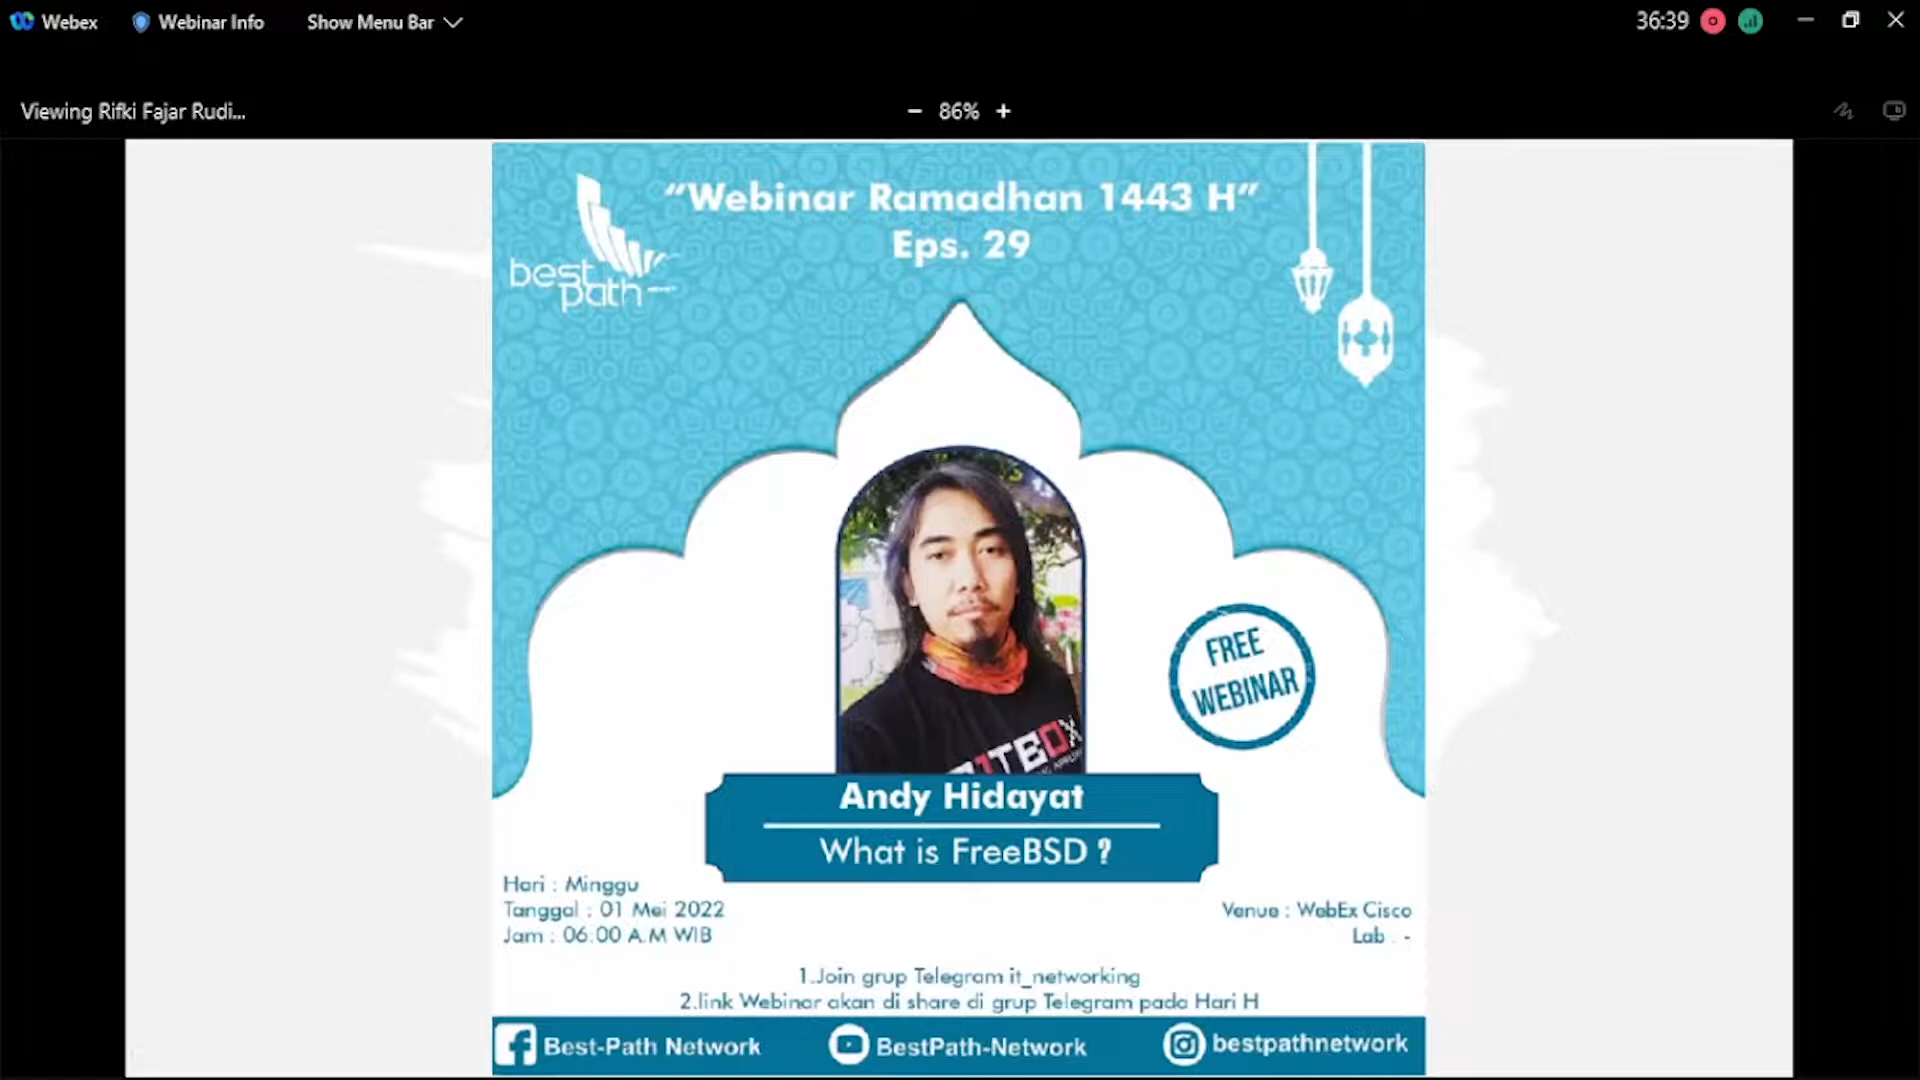 Webex
Webinar Info
Show Menu Bar
36:39
Viewing Rifki Fajar Rudi...
86%
best
path
"Webinar Ramadhan 1443 H"
Eps. 29
FREE
WEBINAR
Andy Hidayat
What is FreeBSD ?
Hari : Minggu
Tanggal : 01 Mei 2022
Jam : 06:00 A.M WIB
Venue : WebEx Cisco
Lab : -
1.Join grup Telegram it_networking
2.link Webinar akan di share di grup Telegram pada Hari H
Best-Path Network
BestPath-Network
bestpathnetwork